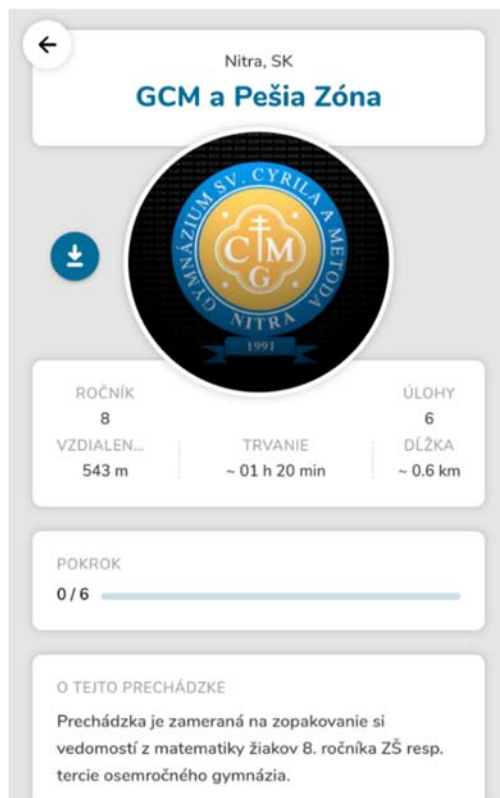 Nitra, SK
GCM a Pešia Zóna
GYMNÁZIUM SV. CYRILA A METODA
CMG
NITRA
1991
ROČNÍK
8
ÚLOHY
6
VZDIALEN...
543 m
TRVANIE
~ 01 h 20 min
DĹŽKA
~ 0.6 km
POKROK
0 / 6
O TEJTO PRECHÁDZKE
Prechádzka je zameraná na zopakovanie si
vedomostí z matematiky žiakov 8. ročníka ZŠ resp.
tercie osemročného gymnázia.